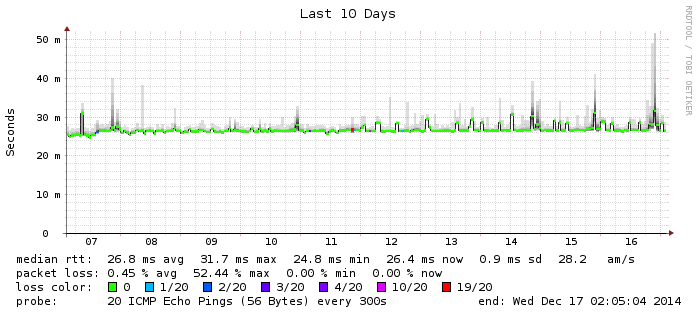 Last 10 Days
RRDTOOL / TOBI OETIKER
Seconds
50 m
40 m
30 m
20 m
10 m
0
07 08 09 10 11 12 13 14 15 16
median rtt: 26.8 ms avg 31.7 ms max 24.8 ms min 26.4 ms now 0.9 ms sd 28.2 am/s
packet loss: 0.45 % avg 52.44 % max 0.00 % min 0.00 % now
loss color: 0 1/20 2/20 3/20 4/20 10/20 19/20
probe: 20 ICMP Echo Pings (56 Bytes) every 300s end: Wed Dec 17 02:05:04 2014